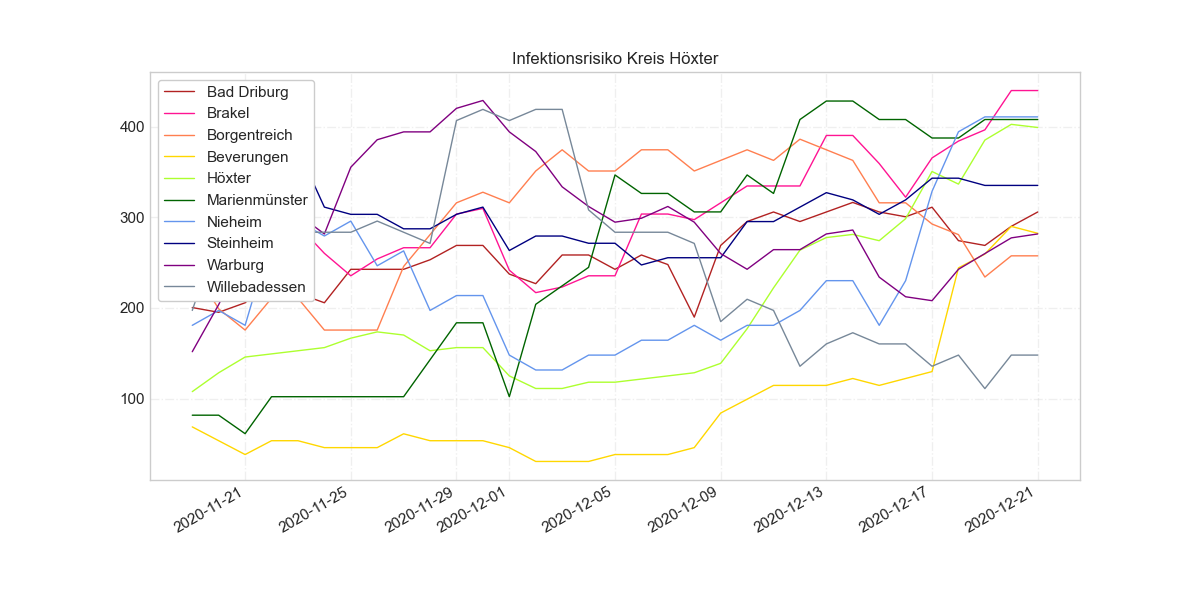 Infektionsrisiko Kreis Höxter
Bad Driburg
Brakel
Borgentreich
Beverungen
Höxter
Marienmünster
Nieheim
Steinheim
Warburg
Willebadessen
400
300
200
100
2020-11-21
2020-11-25
2020-11-29
2020-12-01
2020-12-05
2020-12-09
2020-12-13
2020-12-17
2020-12-21